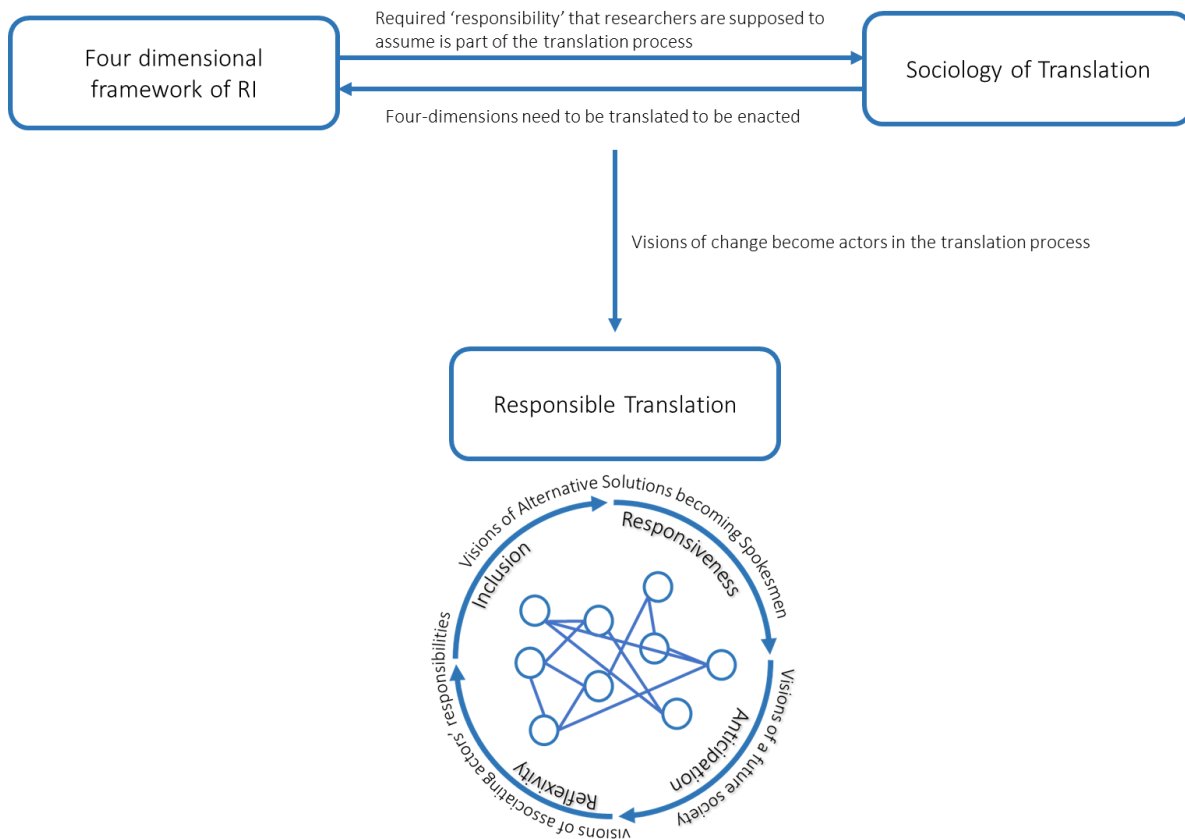 Required ‘responsibility’ that researchers are supposed to
assume is part of the translation process
Four dimensional
framework of RI
Sociology of Translation
Four-dimensions need to be translated to be enacted
Visions of change become actors in the translation process
Responsible Translation
Visions of Alternative Solutions becoming Spokesmen
Inclusion
Responsiveness
Anticipation
Reflexivity
Visions of a future society
visions of associating actors’ responsibilities